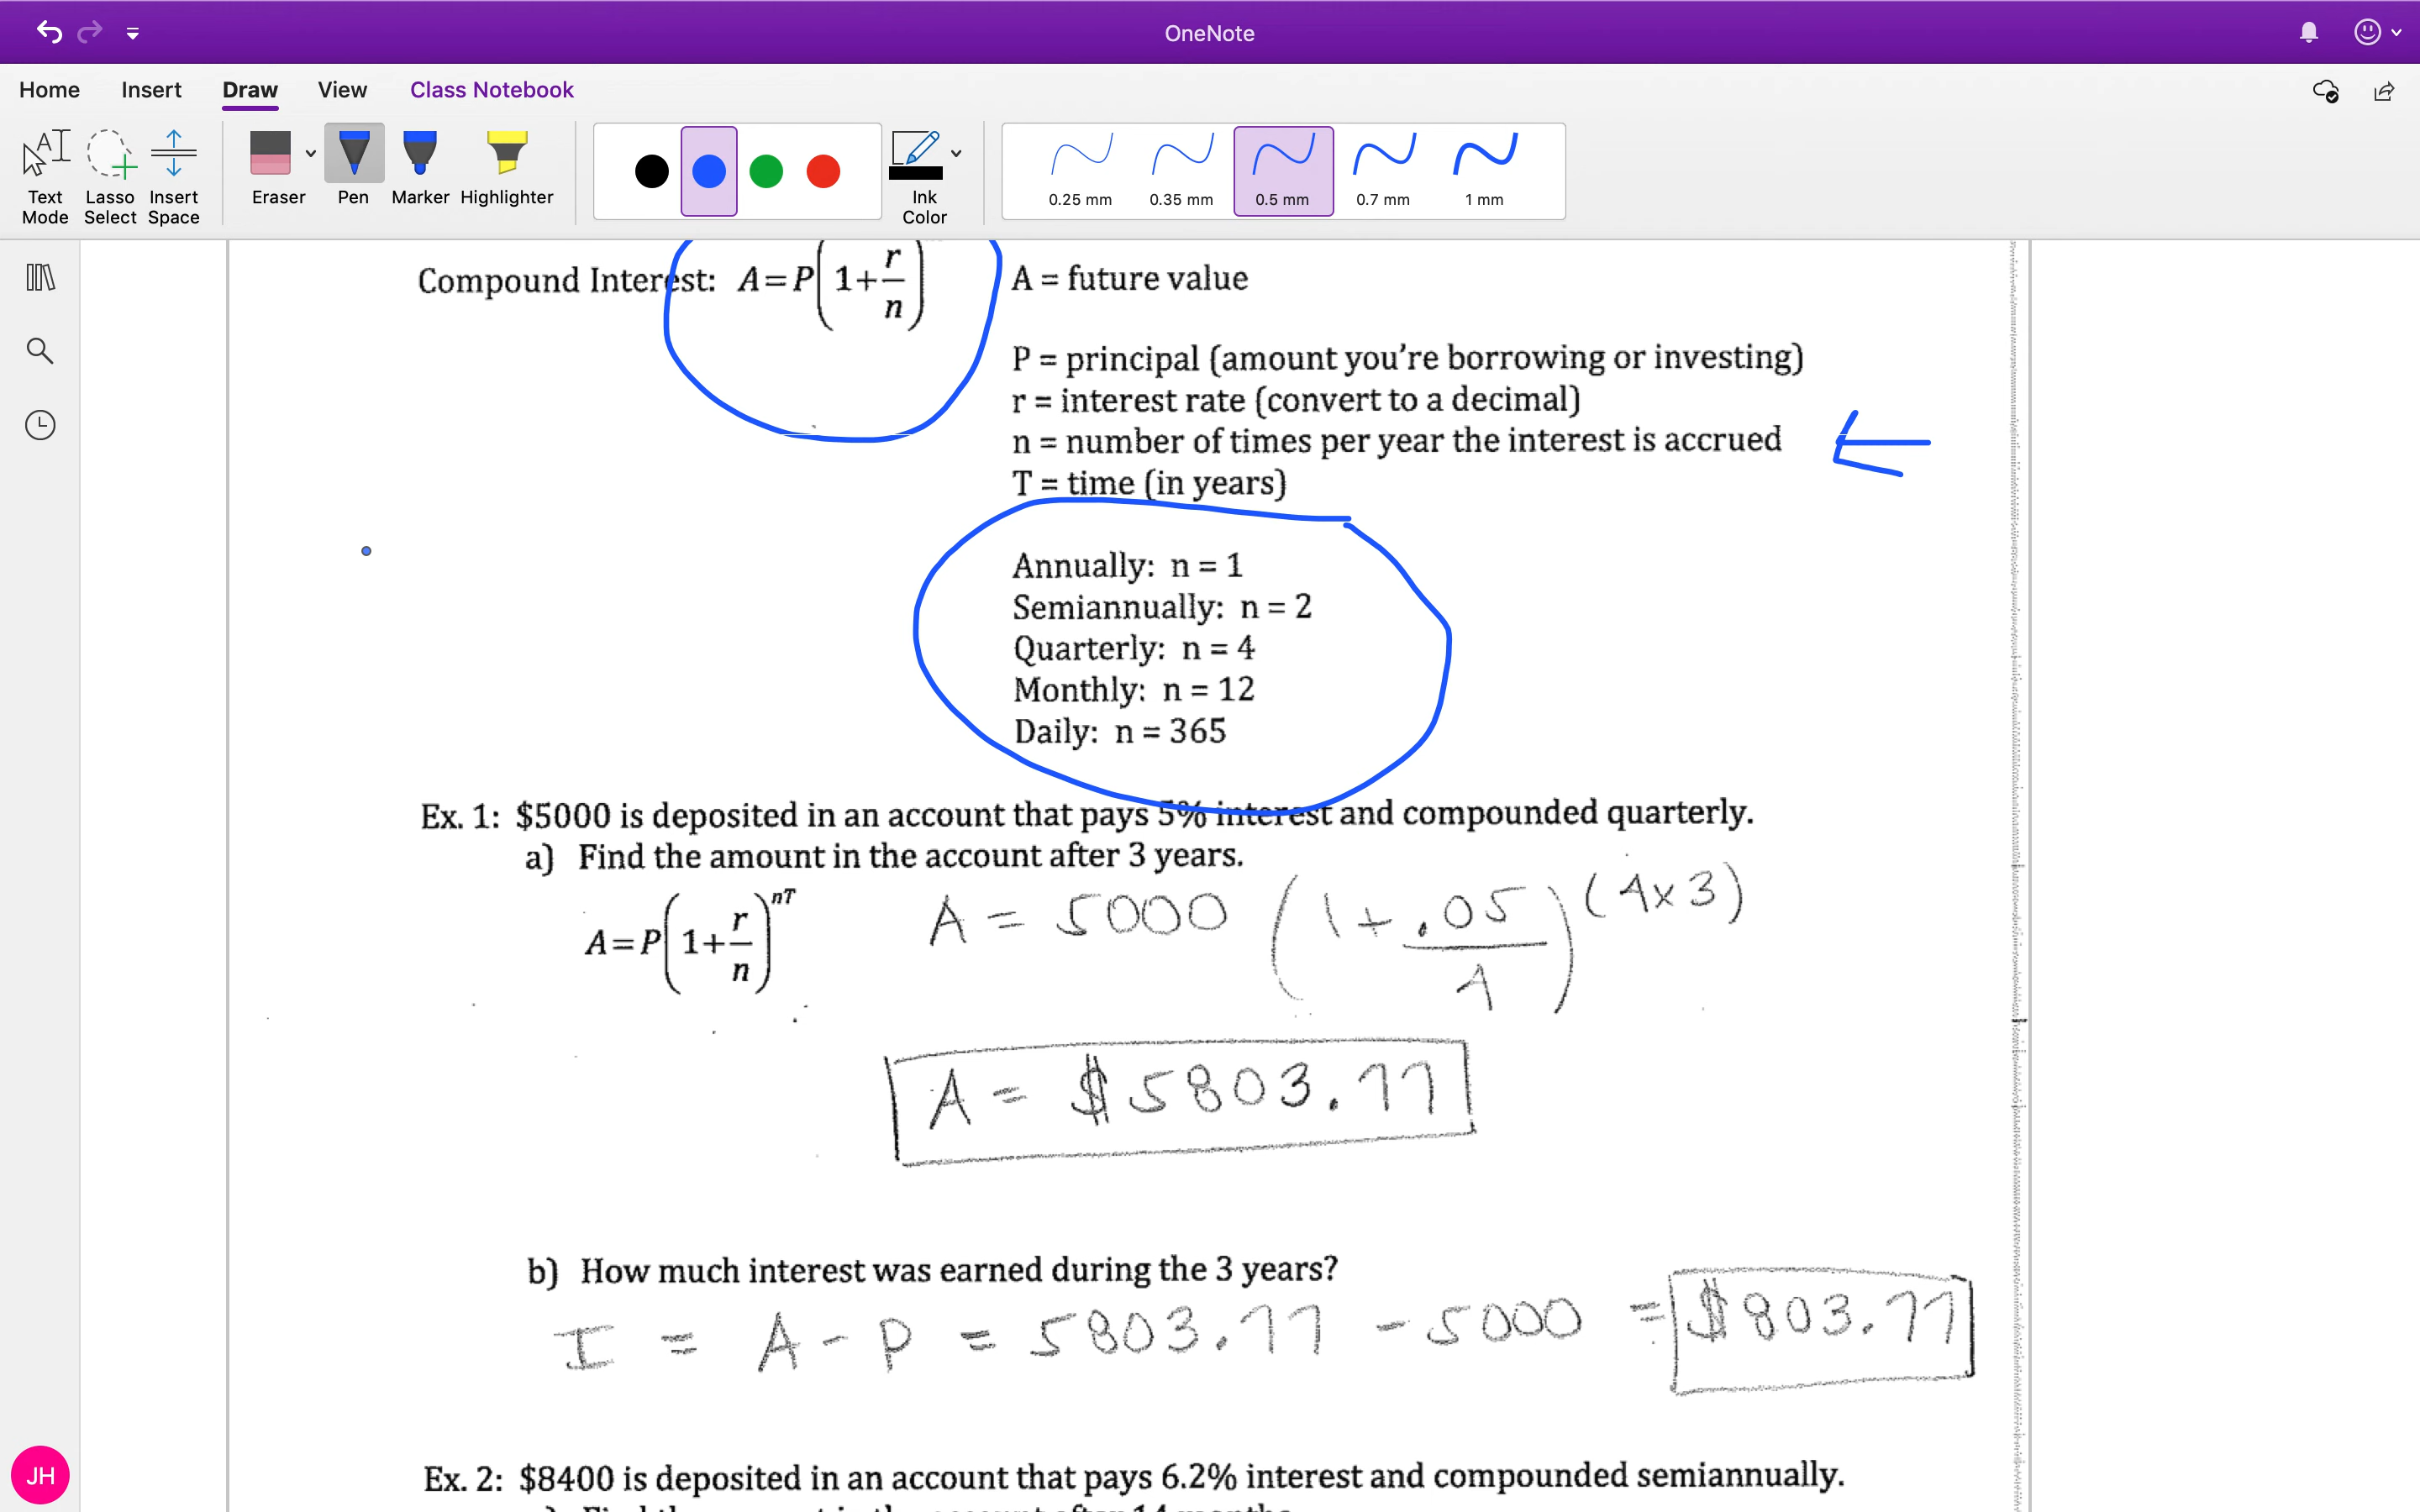 OneNote
Home Insert Draw View Class Notebook
Text Mode
Lasso Select
Insert Space
Eraser
Pen
Marker
Highlighter
Ink Color
0.25 mm
0.35 mm
0.5 mm
0.7 mm
1 mm
Compound Interest: A=P(1+r/n)
A = future value
P = principal (amount you're borrowing or investing)
r = interest rate (convert to a decimal)
n = number of times per year the interest is accrued
T = time (in years)
Annually: n = 1
Semiannually: n = 2
Quarterly: n = 4
Monthly: n = 12
Daily: n = 365
Ex. 1: $5000 is deposited in an account that pays 5% interest and compounded quarterly.
a) Find the amount in the account after 3 years.
A=P(1+r/n)^nT
A = 5000 (1 + .05/4)^(4x3)
A = $5803.77
b) How much interest was earned during the 3 years?
I = A - P = 5803.77 - 5000 = $803.77
Ex. 2: $8400 is deposited in an account that pays 6.2% interest and compounded semiannually.
JH